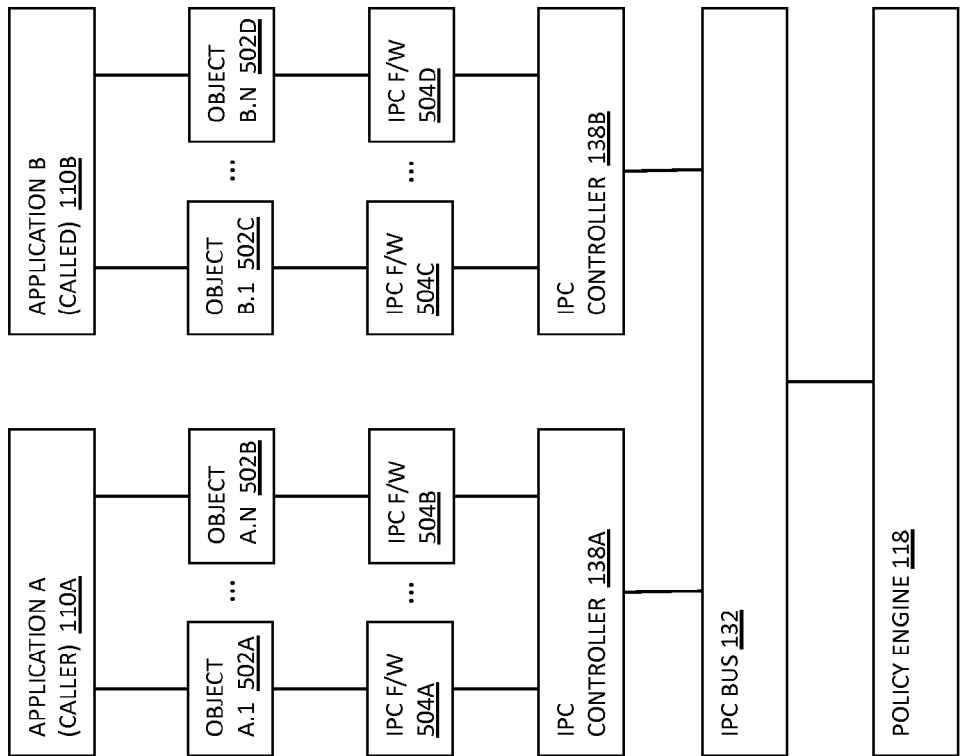 APPLICATION A
(CALLER) 110A
APPLICATION B
(CALLED) 110B
OBJECT
A.1 502A
...
OBJECT
A.N 502B
OBJECT
B.1 502C
...
OBJECT
B.N 502D
IPC F/W
504A
...
IPC F/W
504B
IPC F/W
504C
...
IPC F/W
504D
IPC
CONTROLLER 138A
IPC
CONTROLLER 138B
IPC BUS 132
POLICY ENGINE 118